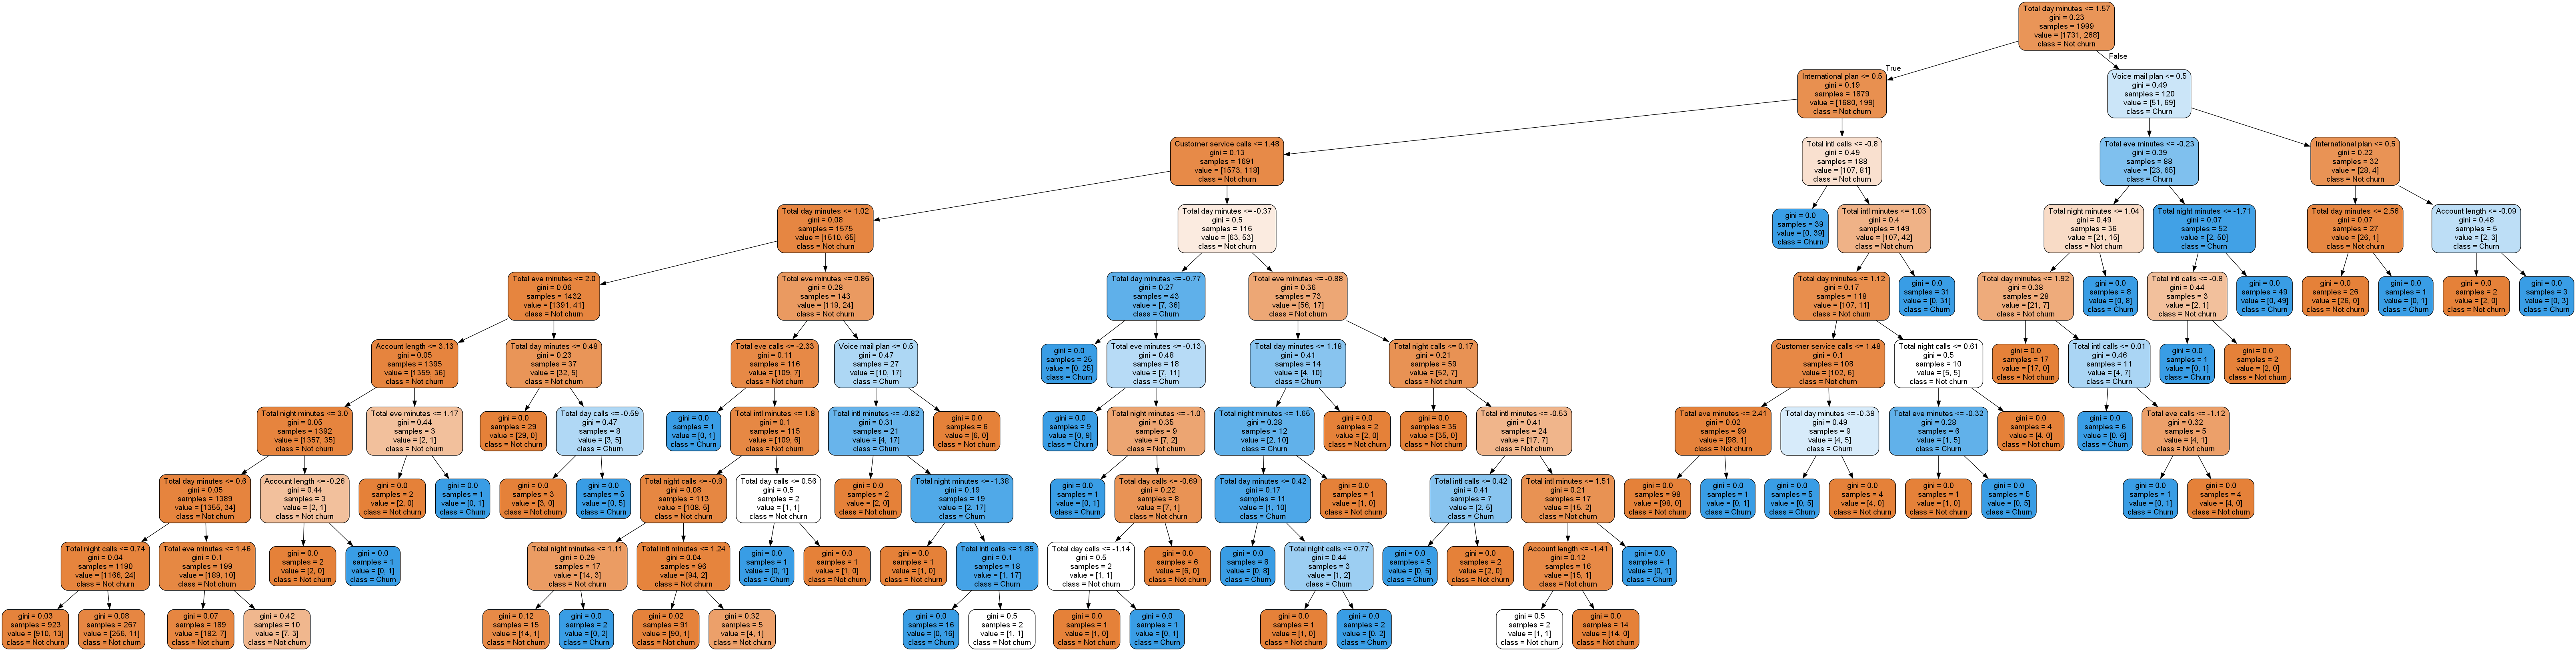 Total day minutes <= 1.57
gini = 0.23
samples = 1999
value = [1731, 268]
class = Not churn
True
False
International plan <= 0.5
gini = 0.19
samples = 1879
value = [1680, 199]
class = Not churn
Voice mail plan <= 0.5
gini = 0.49
samples = 120
value = [51, 69]
class = Churn
Customer service calls <= 1.48
gini = 0.13
samples = 1691
value = [1573, 118]
class = Not churn
Total intl calls <= -0.8
gini = 0.49
samples = 188
value = [107, 81]
class = Not churn
Total eve minutes <= -0.23
gini = 0.39
samples = 88
value = [23, 65]
class = Churn
International plan <= 0.5
gini = 0.22
samples = 32
value = [28, 4]
class = Not churn
Total day minutes <= 1.02
gini = 0.08
samples = 1575
value = [1510, 65]
class = Not churn
Total day minutes <= -0.37
gini = 0.5
samples = 116
value = [63, 53]
class = Not churn
gini = 0.0
samples = 39
value = [0, 39]
class = Churn
Total intl minutes <= 1.03
gini = 0.4
samples = 149
value = [107, 42]
class = Not churn
Total night minutes <= 1.04
gini = 0.49
samples = 36
value = [21, 15]
class = Not churn
Total night minutes <= -1.71
gini = 0.07
samples = 52
value = [2, 50]
class = Churn
Total day minutes <= 2.56
gini = 0.07
samples = 27
value = [26, 1]
class = Not churn
Account length <= -0.09
gini = 0.48
samples = 5
value = [2, 3]
class = Churn
Total eve minutes <= 2.0
gini = 0.06
samples = 1432
value = [1391, 41]
class = Not churn
Total eve minutes <= 0.86
gini = 0.28
samples = 143
value = [119, 24]
class = Not churn
Total day minutes <= -0.77
gini = 0.27
samples = 43
value = [7, 36]
class = Churn
Total eve minutes <= -0.88
gini = 0.36
samples = 73
value = [56, 17]
class = Not churn
Total day minutes <= 1.12
gini = 0.17
samples = 118
value = [107, 11]
class = Not churn
gini = 0.0
samples = 31
value = [0, 31]
class = Churn
Total day minutes <= 1.92
gini = 0.38
samples = 28
value = [21, 7]
class = Not churn
gini = 0.0
samples = 8
value = [0, 8]
class = Churn
Total intl calls <= -0.8
gini = 0.44
samples = 3
value = [2, 1]
class = Not churn
gini = 0.0
samples = 49
value = [0, 49]
class = Churn
gini = 0.0
samples = 26
value = [26, 0]
class = Not churn
gini = 0.0
samples = 1
value = [0, 1]
class = Churn
gini = 0.0
samples = 2
value = [2, 0]
class = Not churn
gini = 0.0
samples = 3
value = [0, 3]
class = Churn
Account length <= 3.13
gini = 0.05
samples = 1395
value = [1359, 36]
class = Not churn
Total day minutes <= 0.48
gini = 0.23
samples = 37
value = [32, 5]
class = Not churn
Total eve calls <= -2.33
gini = 0.11
samples = 116
value = [109, 7]
class = Not churn
Voice mail plan <= 0.5
gini = 0.47
samples = 27
value = [10, 17]
class = Churn
gini = 0.0
samples = 25
value = [0, 25]
class = Churn
Total eve minutes <= -0.13
gini = 0.48
samples = 18
value = [7, 11]
class = Churn
Total day minutes <= 1.18
gini = 0.41
samples = 14
value = [4, 10]
class = Churn
Total night calls <= 0.17
gini = 0.21
samples = 59
value = [52, 7]
class = Not churn
Customer service calls <= 1.48
gini = 0.1
samples = 108
value = [102, 6]
class = Not churn
Total night calls <= 0.61
gini = 0.5
samples = 10
value = [5, 5]
class = Not churn
gini = 0.0
samples = 17
value = [17, 0]
class = Not churn
Total intl calls <= 0.01
gini = 0.46
samples = 11
value = [4, 7]
class = Churn
gini = 0.0
samples = 1
value = [0, 1]
class = Churn
gini = 0.0
samples = 2
value = [2, 0]
class = Not churn
Total night minutes <= 3.0
gini = 0.05
samples = 1392
value = [1357, 35]
class = Not churn
Total eve minutes <= 1.17
gini = 0.44
samples = 3
value = [2, 1]
class = Not churn
gini = 0.0
samples = 29
value = [29, 0]
class = Not churn
Total day calls <= -0.59
gini = 0.47
samples = 8
value = [3, 5]
class = Churn
gini = 0.0
samples = 1
value = [0, 1]
class = Churn
Total intl minutes <= 1.8
gini = 0.1
samples = 115
value = [109, 6]
class = Not churn
Total intl minutes <= -0.82
gini = 0.31
samples = 21
value = [4, 17]
class = Churn
gini = 0.0
samples = 6
value = [6, 0]
class = Not churn
gini = 0.0
samples = 9
value = [0, 9]
class = Churn
Total night minutes <= -1.0
gini = 0.35
samples = 9
value = [7, 2]
class = Not churn
Total night minutes <= 1.65
gini = 0.28
samples = 12
value = [2, 10]
class = Churn
gini = 0.0
samples = 2
value = [2, 0]
class = Not churn
gini = 0.0
samples = 35
value = [35, 0]
class = Not churn
Total intl minutes <= -0.53
gini = 0.41
samples = 24
value = [17, 7]
class = Not churn
Total eve minutes <= 2.41
gini = 0.02
samples = 99
value = [98, 1]
class = Not churn
Total day minutes <= -0.39
gini = 0.49
samples = 9
value = [4, 5]
class = Churn
Total eve minutes <= -0.32
gini = 0.28
samples = 6
value = [1, 5]
class = Churn
gini = 0.0
samples = 4
value = [4, 0]
class = Not churn
gini = 0.0
samples = 6
value = [0, 6]
class = Churn
Total eve calls <= -1.12
gini = 0.32
samples = 5
value = [4, 1]
class = Not churn
Total day minutes <= 0.6
gini = 0.05
samples = 1389
value = [1355, 34]
class = Not churn
Account length <= -0.26
gini = 0.44
samples = 3
value = [2, 1]
class = Not churn
gini = 0.0
samples = 2
value = [2, 0]
class = Not churn
gini = 0.0
samples = 1
value = [0, 1]
class = Churn
gini = 0.0
samples = 3
value = [3, 0]
class = Not churn
gini = 0.0
samples = 5
value = [0, 5]
class = Churn
Total night calls <= -0.8
gini = 0.08
samples = 113
value = [108, 5]
class = Not churn
Total day calls <= 0.56
gini = 0.5
samples = 2
value = [1, 1]
class = Not churn
gini = 0.0
samples = 2
value = [2, 0]
class = Not churn
Total night minutes <= -1.38
gini = 0.19
samples = 19
value = [2, 17]
class = Churn
gini = 0.0
samples = 1
value = [0, 1]
class = Churn
Total day calls <= -0.69
gini = 0.22
samples = 8
value = [7, 1]
class = Not churn
Total day minutes <= 0.42
gini = 0.17
samples = 11
value = [1, 10]
class = Churn
gini = 0.0
samples = 1
value = [1, 0]
class = Not churn
Total intl calls <= 0.42
gini = 0.41
samples = 7
value = [2, 5]
class = Churn
Total intl minutes <= 1.51
gini = 0.21
samples = 17
value = [15, 2]
class = Not churn
gini = 0.0
samples = 98
value = [98, 0]
class = Not churn
gini = 0.0
samples = 1
value = [0, 1]
class = Churn
gini = 0.0
samples = 5
value = [0, 5]
class = Churn
gini = 0.0
samples = 4
value = [4, 0]
class = Not churn
gini = 0.0
samples = 1
value = [1, 0]
class = Not churn
gini = 0.0
samples = 5
value = [0, 5]
class = Churn
gini = 0.0
samples = 1
value = [0, 1]
class = Churn
gini = 0.0
samples = 4
value = [4, 0]
class = Not churn
Total night calls <= 0.74
gini = 0.04
samples = 1190
value = [1166, 24]
class = Not churn
Total eve minutes <= 1.46
gini = 0.1
samples = 199
value = [189, 10]
class = Not churn
gini = 0.0
samples = 2
value = [2, 0]
class = Not churn
gini = 0.0
samples = 1
value = [0, 1]
class = Churn
Total night minutes <= 1.11
gini = 0.29
samples = 17
value = [14, 3]
class = Not churn
Total intl minutes <= 1.24
gini = 0.04
samples = 96
value = [94, 2]
class = Not churn
gini = 0.0
samples = 1
value = [0, 1]
class = Churn
gini = 0.0
samples = 1
value = [1, 0]
class = Not churn
gini = 0.0
samples = 1
value = [1, 0]
class = Not churn
Total intl calls <= 1.85
gini = 0.1
samples = 18
value = [1, 17]
class = Churn
Total day calls <= -1.14
gini = 0.5
samples = 2
value = [1, 1]
class = Not churn
gini = 0.0
samples = 6
value = [6, 0]
class = Not churn
gini = 0.0
samples = 8
value = [0, 8]
class = Churn
Total night calls <= 0.77
gini = 0.44
samples = 3
value = [1, 2]
class = Churn
gini = 0.0
samples = 5
value = [0, 5]
class = Churn
gini = 0.0
samples = 2
value = [2, 0]
class = Not churn
Account length <= -1.41
gini = 0.12
samples = 16
value = [15, 1]
class = Not churn
gini = 0.0
samples = 1
value = [0, 1]
class = Churn
gini = 0.03
samples = 923
value = [910, 13]
class = Not churn
gini = 0.08
samples = 267
value = [256, 11]
class = Not churn
gini = 0.07
samples = 189
value = [182, 7]
class = Not churn
gini = 0.42
samples = 10
value = [7, 3]
class = Not churn
gini = 0.12
samples = 15
value = [14, 1]
class = Not churn
gini = 0.0
samples = 2
value = [0, 2]
class = Churn
gini = 0.02
samples = 91
value = [90, 1]
class = Not churn
gini = 0.32
samples = 5
value = [4, 1]
class = Not churn
gini = 0.0
samples = 16
value = [0, 16]
class = Churn
gini = 0.5
samples = 2
value = [1, 1]
class = Not churn
gini = 0.0
samples = 1
value = [1, 0]
class = Not churn
gini = 0.0
samples = 1
value = [0, 1]
class = Churn
gini = 0.0
samples = 1
value = [1, 0]
class = Not churn
gini = 0.0
samples = 2
value = [0, 2]
class = Churn
gini = 0.5
samples = 2
value = [1, 1]
class = Not churn
gini = 0.0
samples = 14
value = [14, 0]
class = Not churn